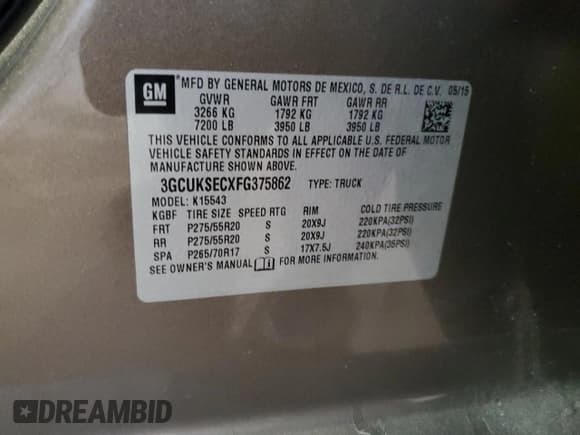 GM
*MFD BY GENERAL MOTORS DE MEXICO, S. DE R.L. DE C.V. 05/15
GVWR GAWR FRT GAWR RR
3266 KG 1792 KG 1792 KG
7200 LB 3950 LB 3950 LB
THIS VEHICLE CONFORMS TO ALL APPLICABLE U.S. FEDERAL MOTOR
VEHICLE SAFETY STANDARDS IN EFFECT ON THE DATE OF
MANUFACTURE SHOWN ABOVE.
3GCUKSECXFG375862 TYPE: TRUCK
MODEL: K15543
KGBF TIRE SIZE SPEED RTG RIM COLD TIRE PRESSURE
FRT P275/55R20 S 20X9J 220KPA(32PSI)
RR P275/55R20 S 20X9J 220KPA(32PSI)
SPA P265/70R17 S 17X7.5J 240KPA(35PSI)
SEE OWNER'S MANUAL FOR MORE INFORMATION.
DREAMBID